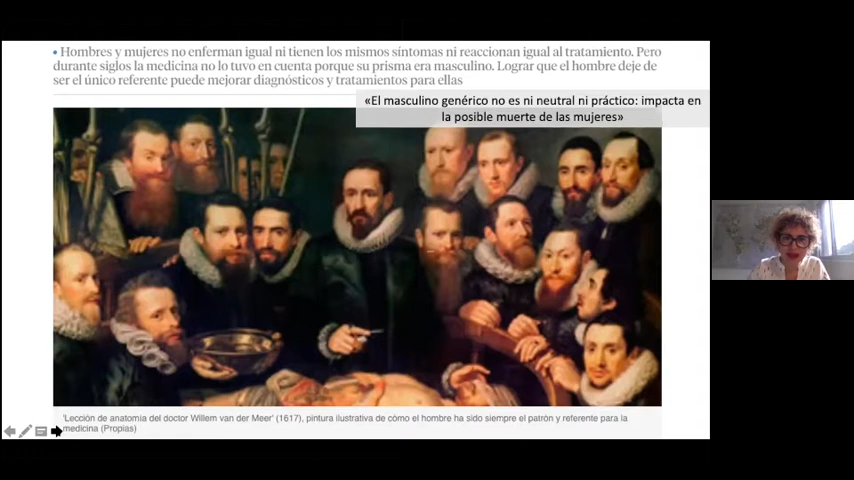 • Hombres y mujeres no enferman igual ni tienen los mismos síntomas ni reaccionan igual al tratamiento. Pero
durante siglos la medicina no lo tuvo en cuenta porque su prisma era masculino. Lograr que el hombre deje de
ser el único referente puede mejorar diagnósticos y tratamientos para ellas
«El masculino genérico no es ni neutral ni práctico: impacta en
la posible muerte de las mujeres»
'Lección de anatomía del doctor Willem van der Meer' (1617), pintura ilustrativa de cómo el hombre ha sido siempre el patrón y referente para la
medicina (Propias)